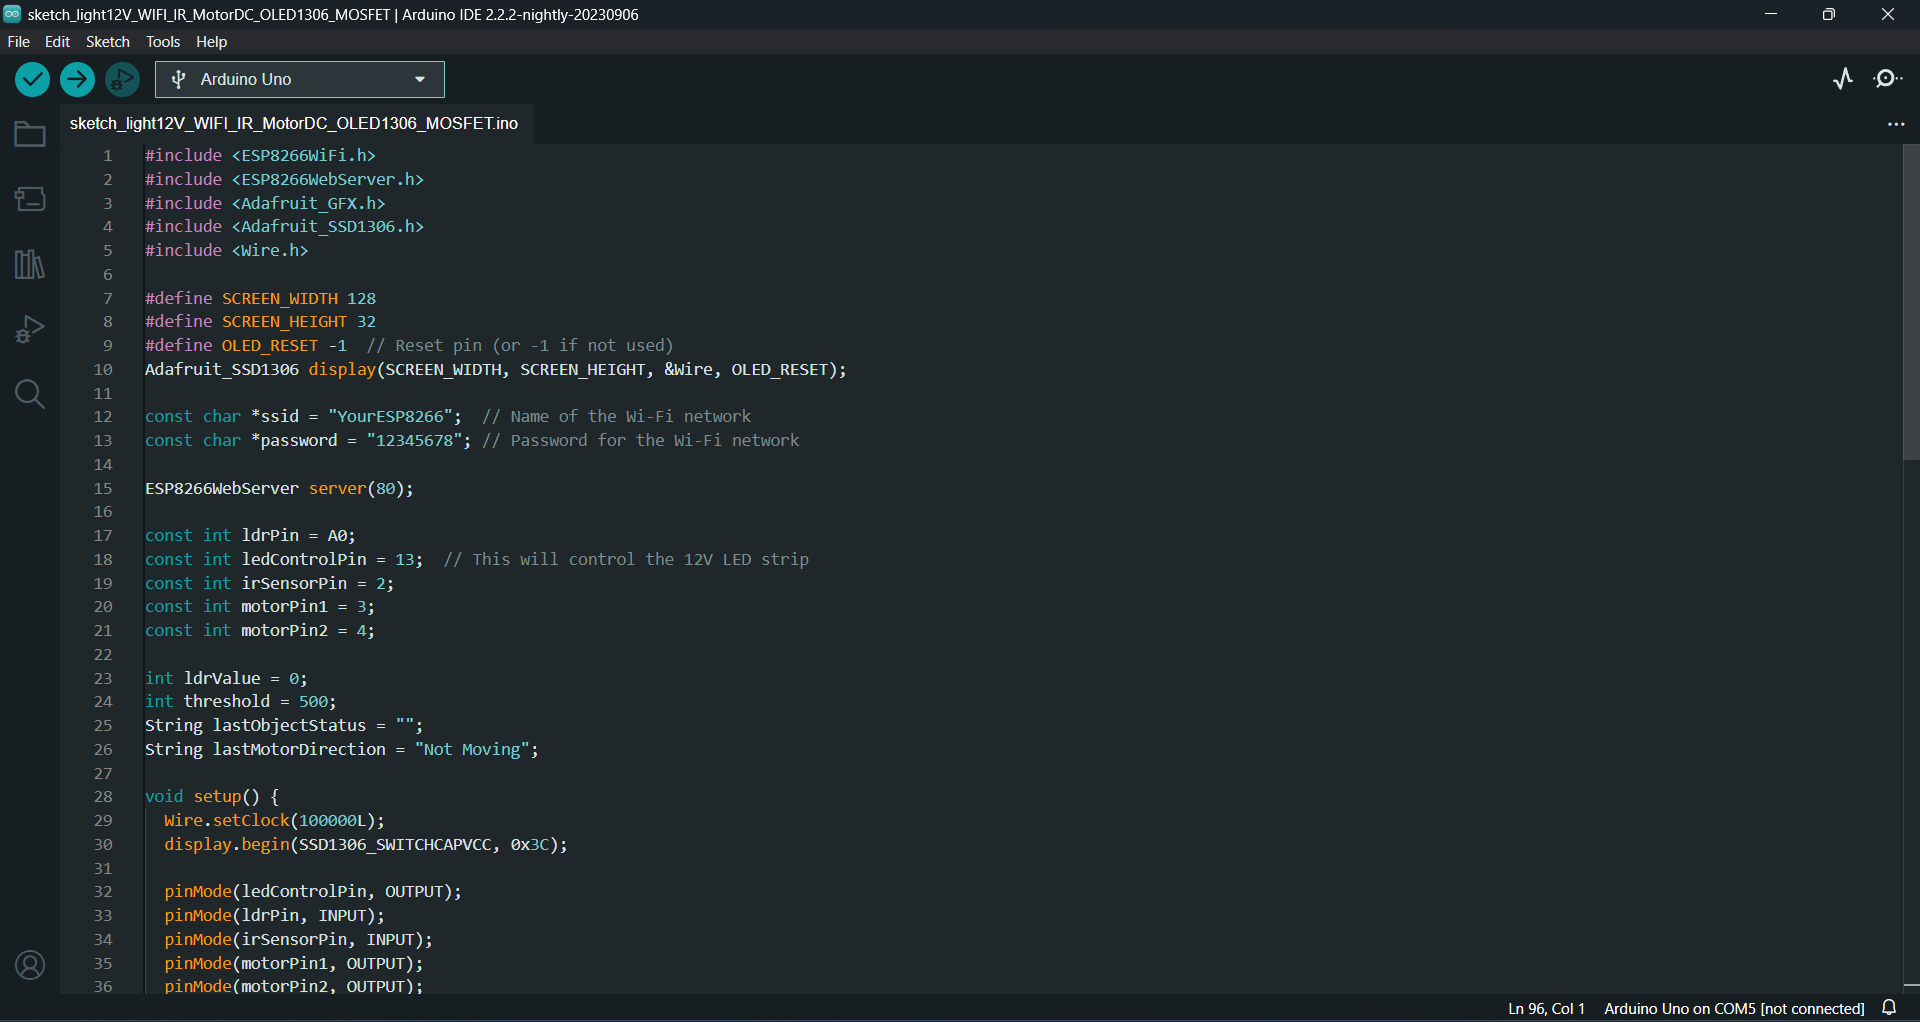 sketch_light12V_WIFI_IR_MotorDC_OLED1306_MOSFET | Arduino IDE 2.2.2-nightly-20230906
File Edit Sketch Tools Help
Arduino Uno
sketch_light12V_WIFI_IR_MotorDC_OLED1306_MOSFET.ino
1 #include <ESP8266WiFi.h>
2 #include <ESP8266WebServer.h>
3 #include <Adafruit_GFX.h>
4 #include <Adafruit_SSD1306.h>
5 #include <Wire.h>
6
7 #define SCREEN_WIDTH 128
8 #define SCREEN_HEIGHT 32
9 #define OLED_RESET -1  // Reset pin (or -1 if not used)
10 Adafruit_SSD1306 display(SCREEN_WIDTH, SCREEN_HEIGHT, &Wire, OLED_RESET);
11
12 const char *ssid = "YourESP8266";  // Name of the Wi-Fi network
13 const char *password = "12345678"; // Password for the Wi-Fi network
14
15 ESP8266WebServer server(80);
16
17 const int ldrPin = A0;
18 const int ledControlPin = 13;  // This will control the 12V LED strip
19 const int irSensorPin = 2;
20 const int motorPin1 = 3;
21 const int motorPin2 = 4;
22
23 int ldrValue = 0;
24 int threshold = 500;
25 String lastObjectStatus = "";
26 String lastMotorDirection = "Not Moving";
27
28 void setup() {
29   Wire.setClock(100000L);
30   display.begin(SSD1306_SWITCHCAPVCC, 0x3C);
31
32   pinMode(ledControlPin, OUTPUT);
33   pinMode(ldrPin, INPUT);
34   pinMode(irSensorPin, INPUT);
35   pinMode(motorPin1, OUTPUT);
36   pinMode(motorPin2, OUTPUT);
Ln 96, Col 1 Arduino Uno on COM5 [not connected]